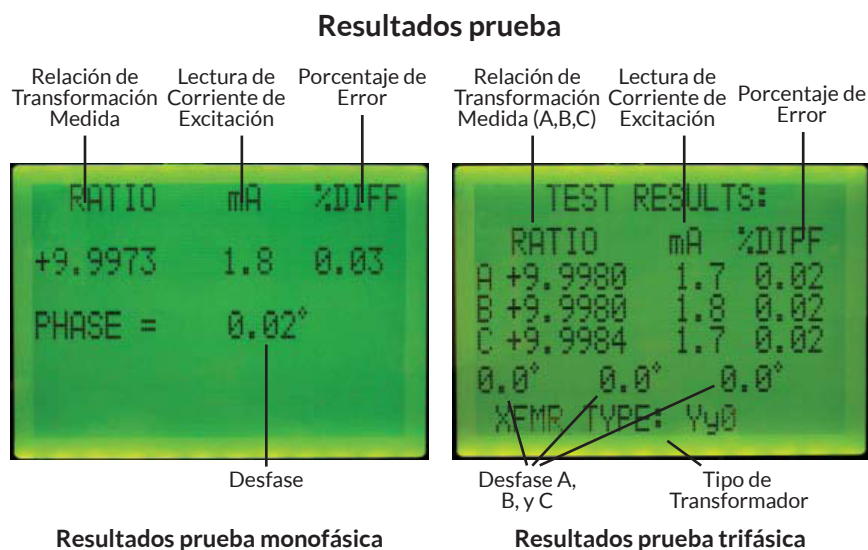 Resultados prueba
Relación de
Transformación
Medida
Lectura de
Corriente de
Excitación
Porcentaje de
Error
RATIO mA %DIFF
+9.9973 1.8 0.03
PHASE = 0.02°
Desfase
Resultados prueba monofásica
Relación de
Transformación
Medida (A,B,C)
Lectura de
Corriente de
Excitación
Porcentaje de
Error
TEST RESULTS:
RATIO mA %DIFF
A +9.9980 1.7 0.02
B +9.9980 1.8 0.02
C +9.9984 1.7 0.02
0.0° 0.0° 0.0°
XFMR TYPE: Yy0
Desfase A,
B, y C
Tipo de
Transformador
Resultados prueba trifásica